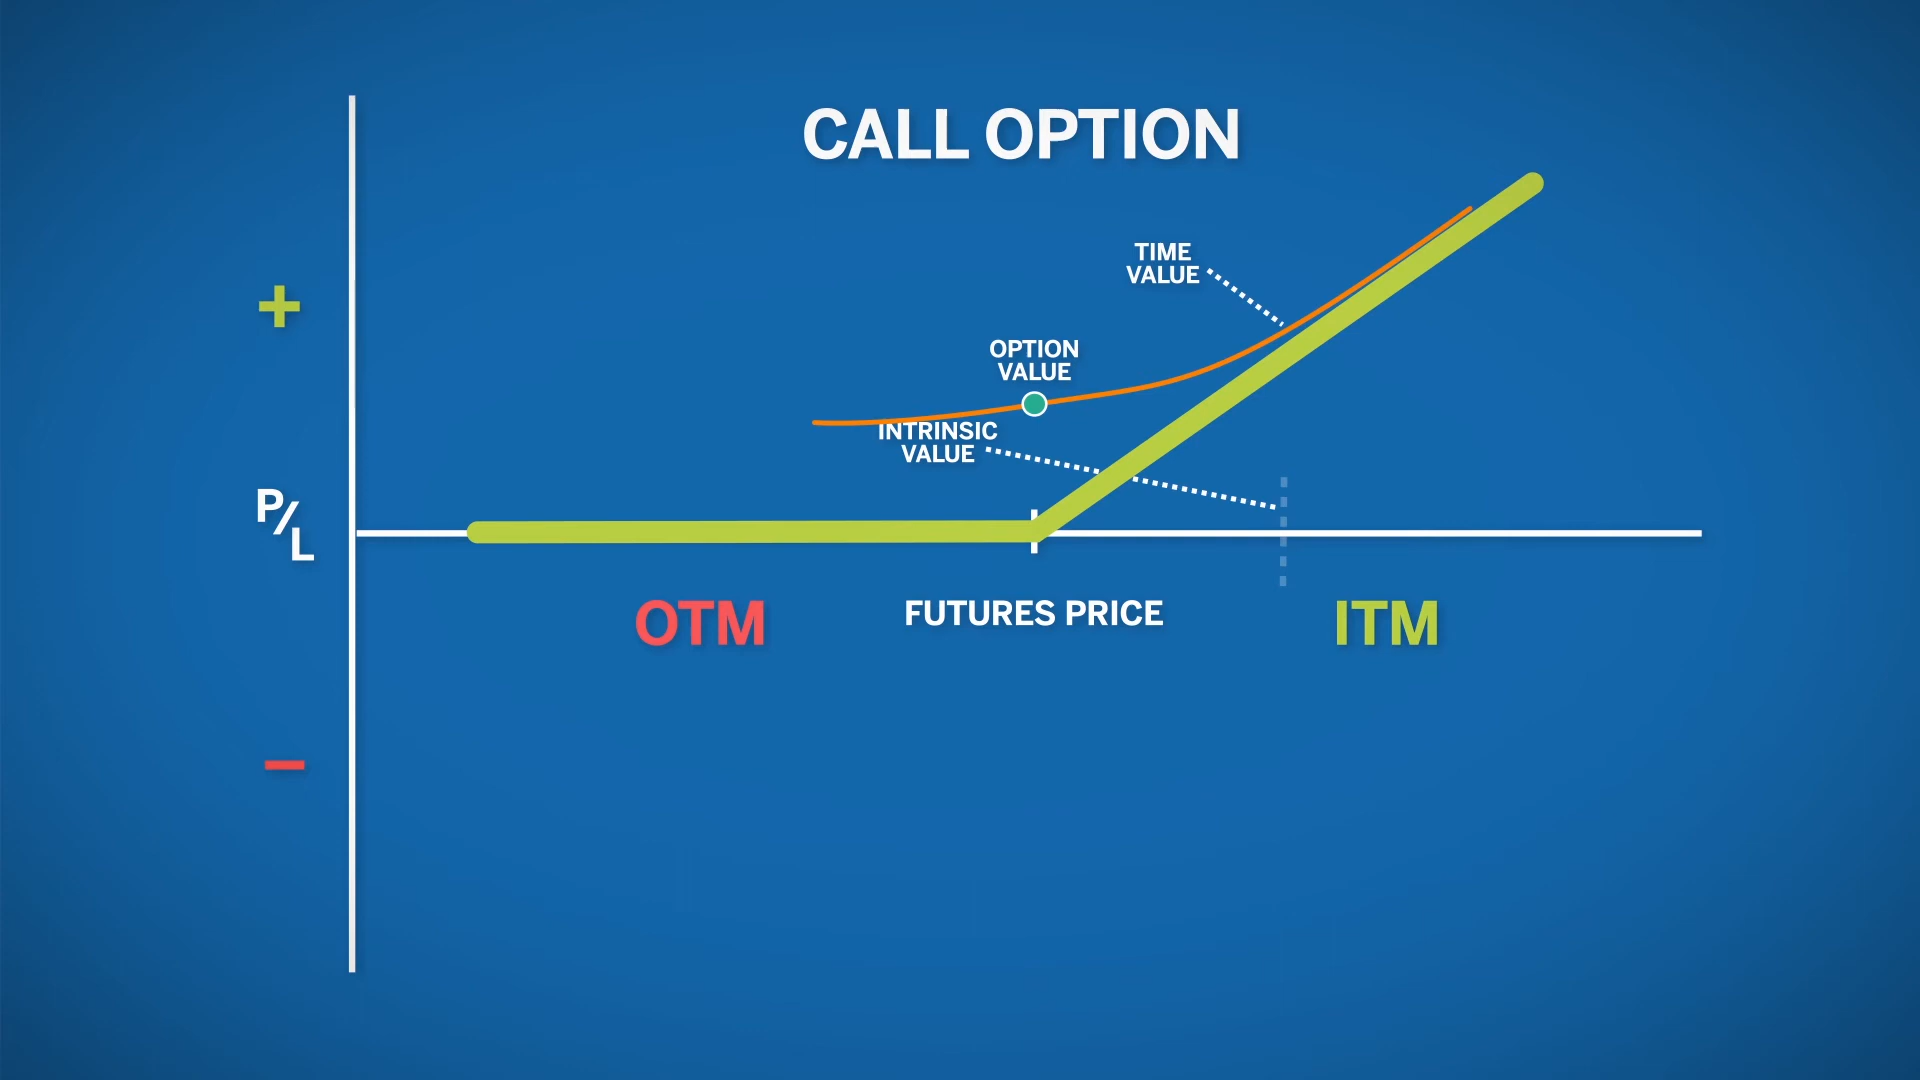 CALL OPTION
TIME
VALUE
+
OPTION
VALUE
INTRINSIC
VALUE
P/L
OTM
FUTURES PRICE
ITM
−